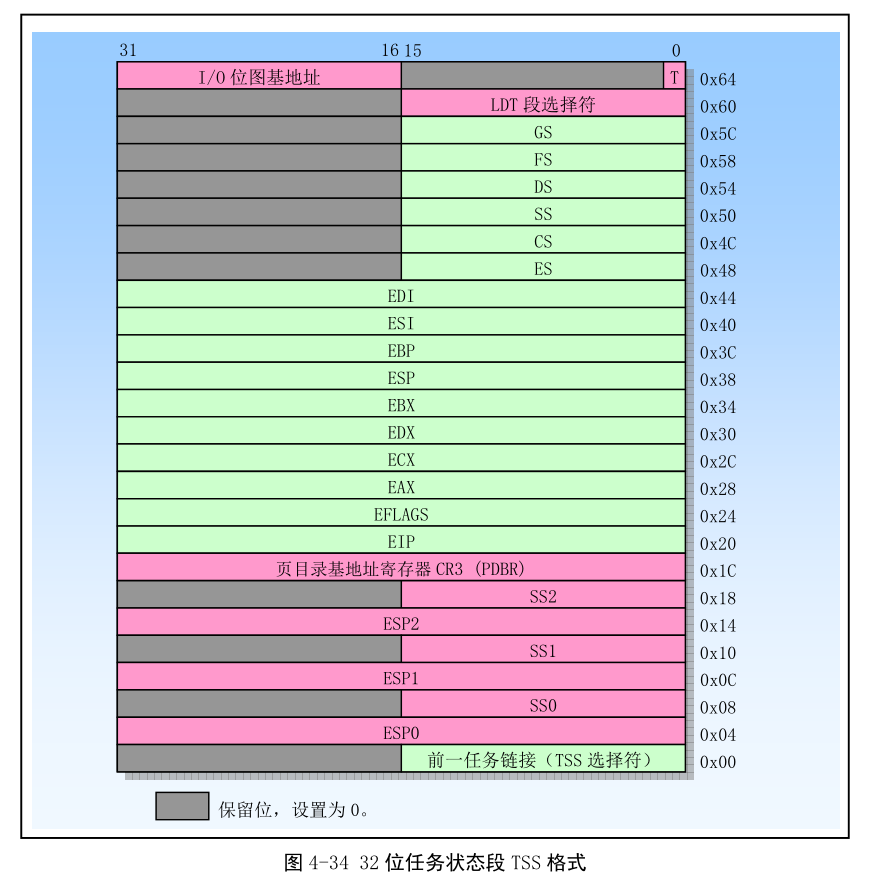 31 16 15 0
I/O 位图基地址 T 0x64
LDT 段选择符 0x60
GS 0x5C
FS 0x58
DS 0x54
SS 0x50
CS 0x4C
ES 0x48
EDI 0x44
ESI 0x40
EBP 0x3C
ESP 0x38
EBX 0x34
EDX 0x30
ECX 0x2C
EAX 0x28
EFLAGS 0x24
EIP 0x20
页目录基地址寄存器 CR3 (PDBR) 0x1C
SS2 0x18
ESP2 0x14
SS1 0x10
ESP1 0x0C
SS0 0x08
ESP0 0x04
前一任务链接（TSS 选择符） 0x00
保留位，设置为 0。
图 4-34 32 位任务状态段 TSS 格式